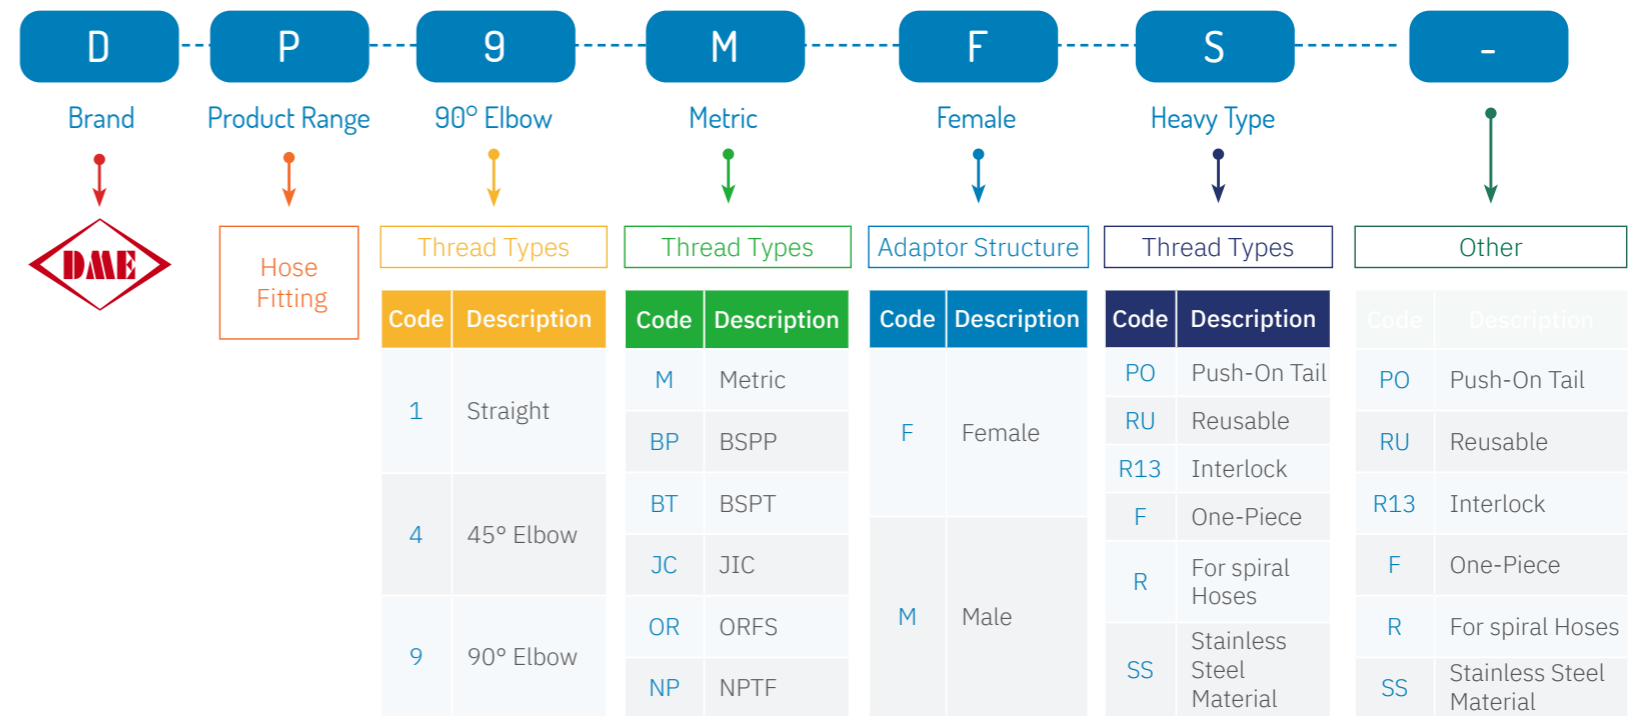 D P 9 M F S -
Brand Product Range 90° Elbow Metric Female Heavy Type
DME
Hose
Fitting
Thread Types
Code Description
1 Straight
4 45° Elbow
9 90° Elbow
Thread Types
Code Description
M Metric
BP BSPP
BT BSPT
JC JIC
OR ORFS
NP NPTF
Adaptor Structure
Code Description
F Female
M Male
Thread Types
Code Description
PO Push-On Tail
RU Reusable
R13 Interlock
F One-Piece
R For spiral
Hoses
SS Stainless
Steel
Material
Other
Code Description
PO Push-On Tail
RU Reusable
R13 Interlock
F One-Piece
R For spiral Hoses
SS Stainless Steel
Material